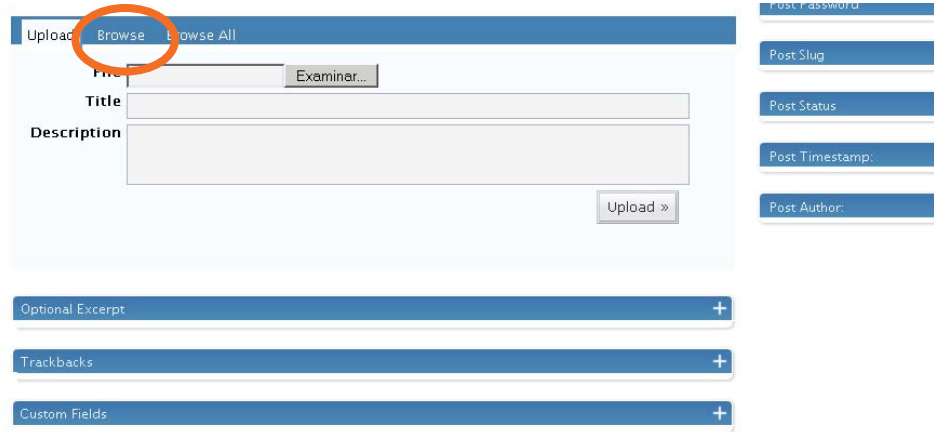 Upload Browse Browse All
File Examinar...
Title
Description
Upload »
Optional Excerpt
Trackbacks
Custom Fields
Post Password
Post Slug
Post Status
Post Timestamp:
Post Author: